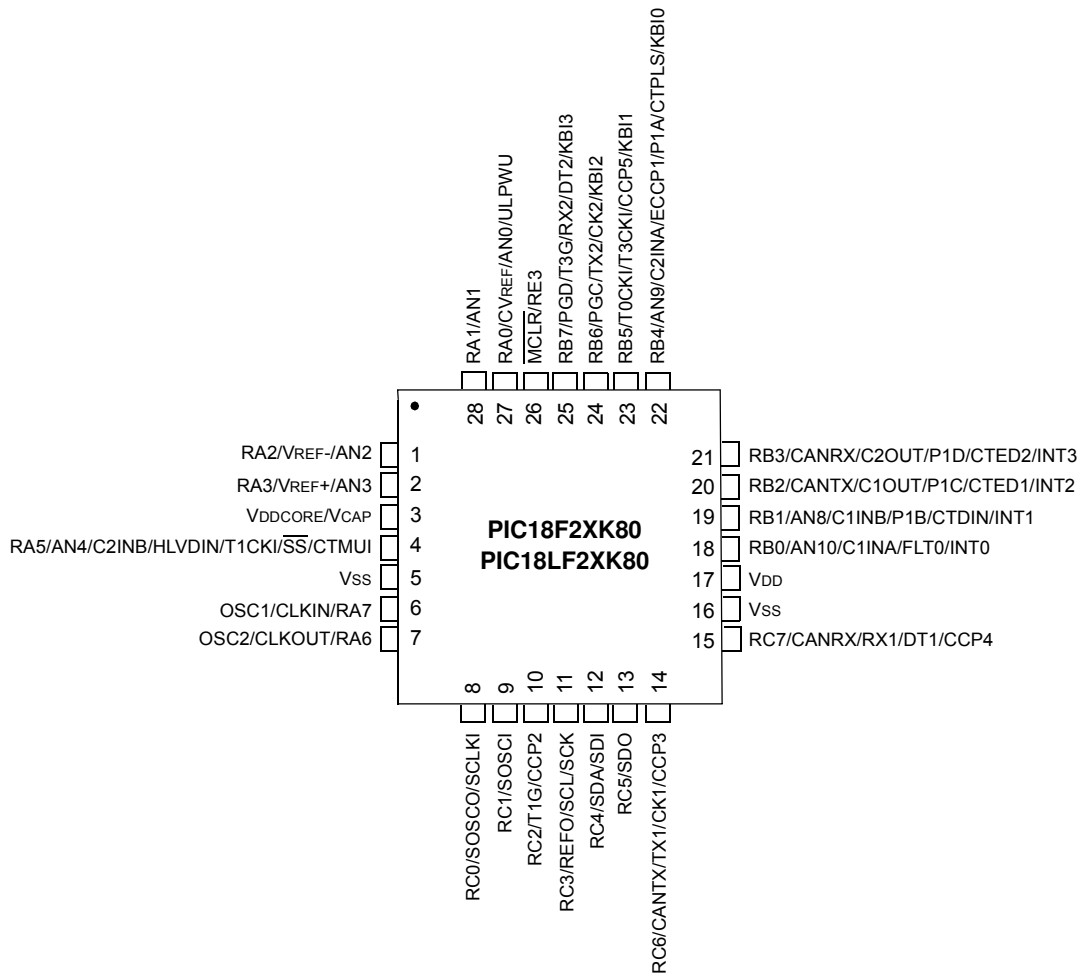 RA1/AN1
RA0/CVREF/AN0/ULPWU
MCLR/RE3
RB7/PGD/T3G/RX2/DT2/KBI3
RB6/PGC/TX2/CK2/KBI2
RB5/T0CKI/T3CKI/CCP5/KBI1
RB4/AN9/C2INA/ECCP1/P1A/CTPLS/KBI0
28
27
26
25
24
23
22
RA2/VREF-/AN2 1
RA3/VREF+/AN3 2
VDDCORE/VCAP 3
RA5/AN4/C2INB/HLVDIN/T1CKI/SS/CTMUI 4
VSS 5
OSC1/CLKIN/RA7 6
OSC2/CLKOUT/RA6 7
PIC18F2XK80
PIC18LF2XK80
21 RB3/CANRX/C2OUT/P1D/CTED2/INT3
20 RB2/CANTX/C1OUT/P1C/CTED1/INT2
19 RB1/AN8/C1INB/P1B/CTDIN/INT1
18 RB0/AN10/C1INA/FLT0/INT0
17 VDD
16 VSS
15 RC7/CANRX/RX1/DT1/CCP4
8
9
10
11
12
13
14
RC0/SOSCO/SCLKI
RC1/SOSCI
RC2/T1G/CCP2
RC3/REFO/SCL/SCK
RC4/SDA/SDI
RC5/SDO
RC6/CANTX/TX1/CK1/CCP3